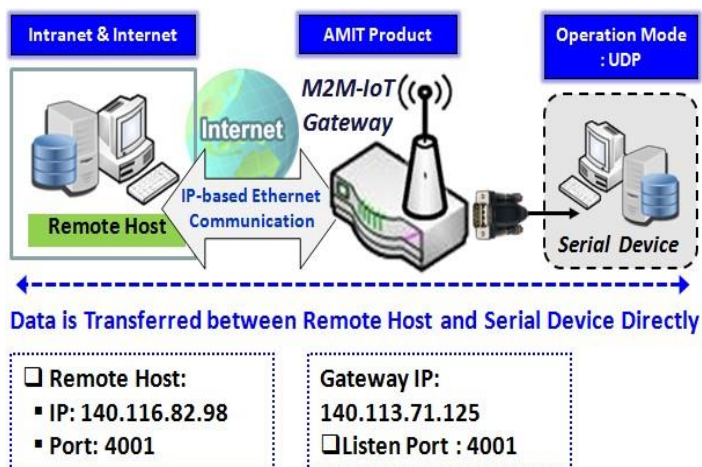 Intranet & Internet
AMIT Product
Operation Mode
: UDP
M2M-IoT
Gateway
Internet
IP-based Ethernet
Communication
Remote Host
Serial Device
Data is Transferred between Remote Host and Serial Device Directly
❑ Remote Host:
▪ IP: 140.116.82.98
▪ Port: 4001
Gateway IP:
140.113.71.125
❑Listen Port : 4001